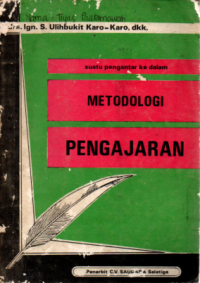 Drs. Ign. S. Ulihbukit Karo-Karo, dkk.
suatu pengantar ke dalam
METODOLOGI
PENGAJARAN
Penerbit C.V. SAUDARA Salatiga